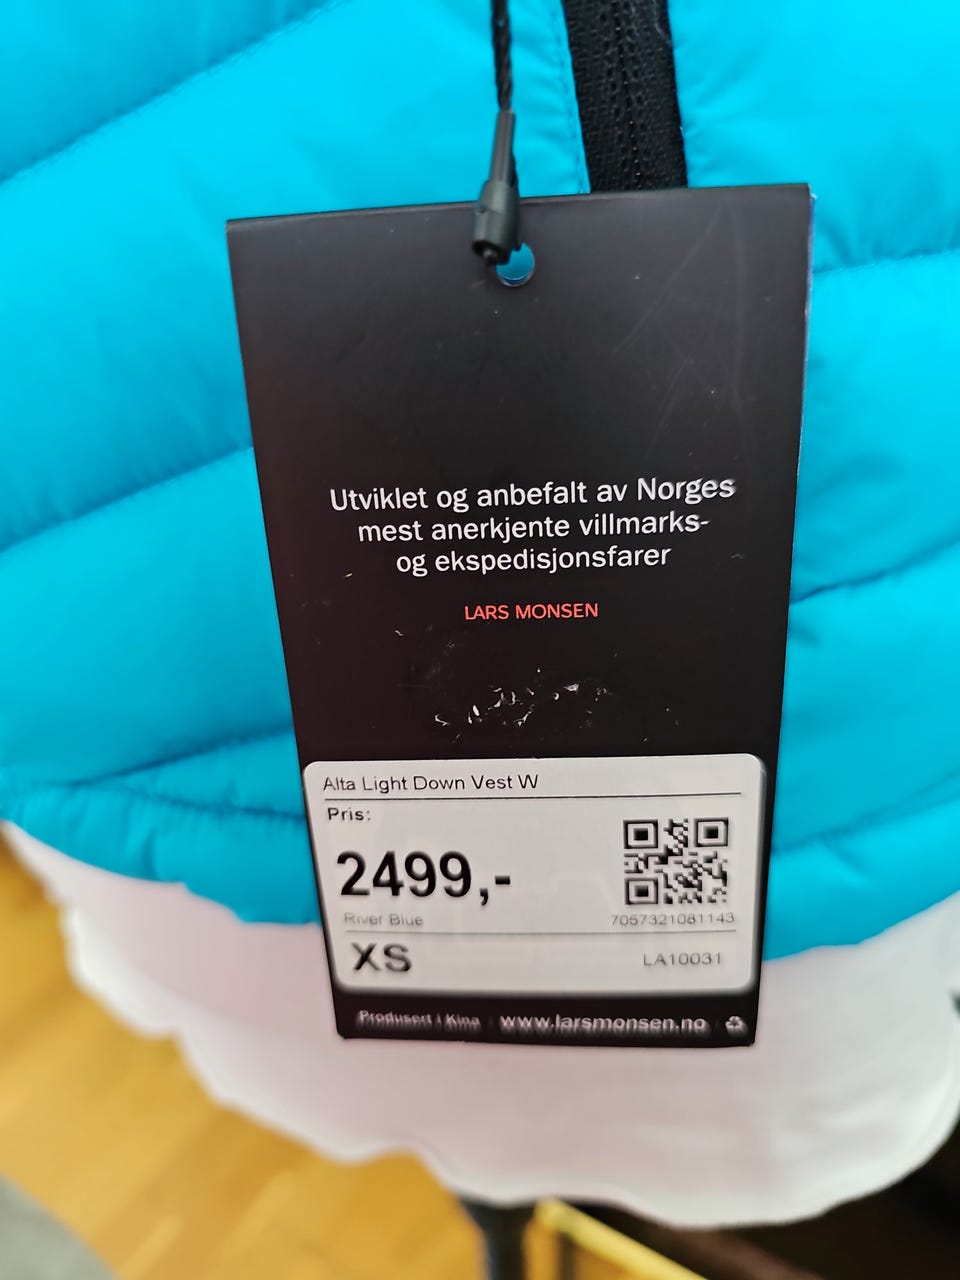 Utviklet og anbefalt av Norges
mest anerkjente villmarks-
og ekspedisjonsfarer
LARS MONSEN
Alta Light Down Vest W
Pris:
2499,-
River Blue
7057321081143
XS
LA10031
Produsert i Kina
www.larsmonsen.no